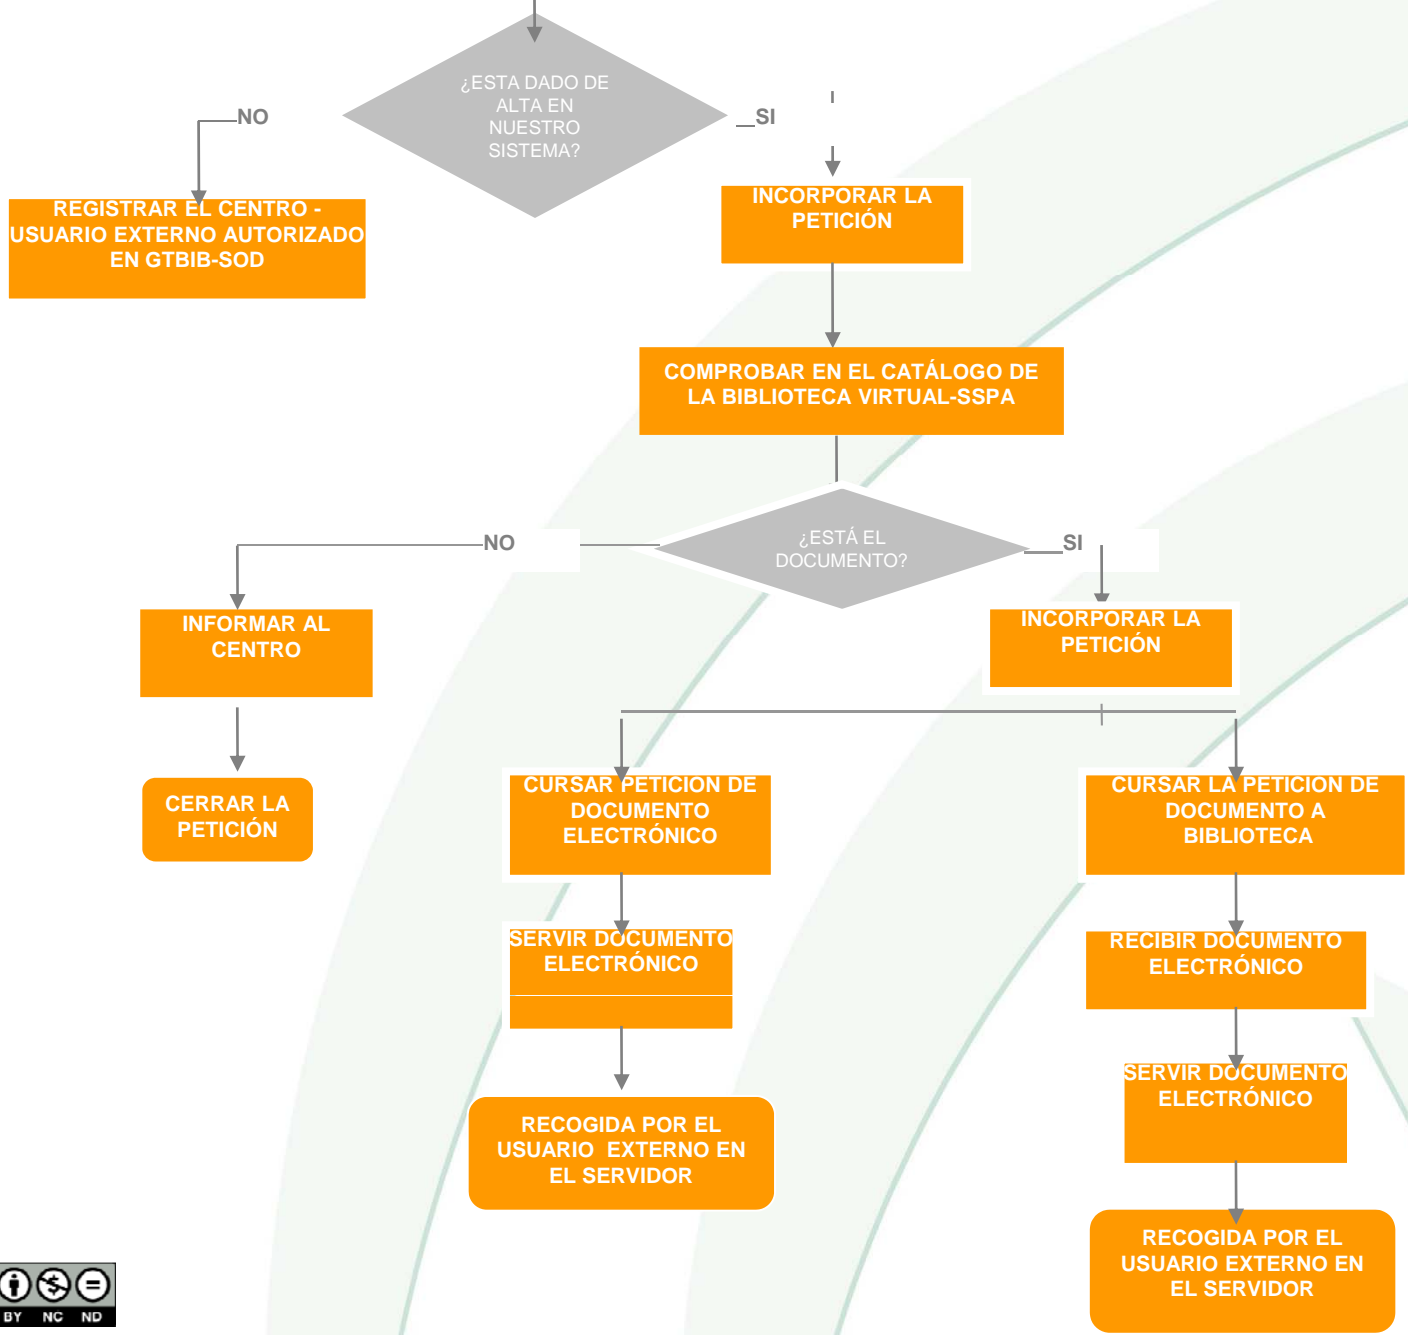 ¿ESTA DADO DE
ALTA EN
NUESTRO
SISTEMA?
NO
SI
REGISTRAR EL CENTRO -
USUARIO EXTERNO AUTORIZADO
EN GTBIB-SOD
INCORPORAR LA
PETICIÓN
COMPROBAR EN EL CATÁLOGO DE
LA BIBLIOTECA VIRTUAL-SSPA
¿ESTÁ EL
DOCUMENTO?
NO
SI
INFORMAR AL
CENTRO
INCORPORAR LA
PETICIÓN
CERRAR LA
PETICIÓN
CURSAR PETICION DE
DOCUMENTO
ELECTRÓNICO
CURSAR LA PETICION DE
DOCUMENTO A
BIBLIOTECA
SERVIR DOCUMENTO
ELECTRÓNICO
RECIBIR DOCUMENTO
ELECTRÓNICO
SERVIR DOCUMENTO
ELECTRÓNICO
RECOGIDA POR EL
USUARIO EXTERNO EN
EL SERVIDOR
RECOGIDA POR EL
USUARIO EXTERNO EN
EL SERVIDOR
BY NC ND